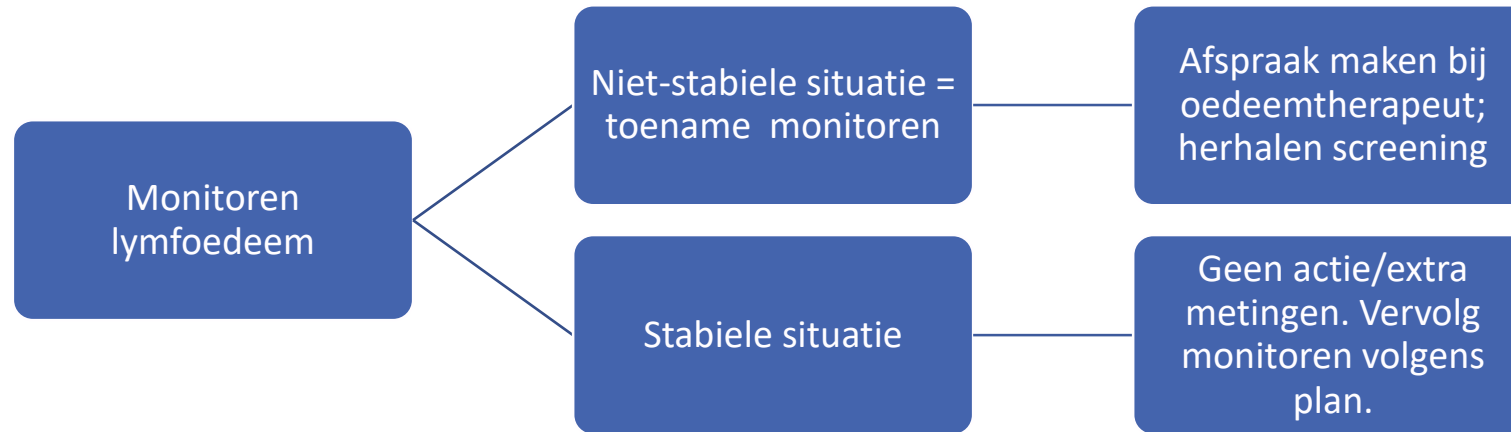 Monitoren
lymfoedeem
Niet-stabiele situatie =
toename  monitoren
Afspraak maken bij
oedeemtherapeut;
herhalen screening
Stabiele situatie
Geen actie/extra
metingen. Vervolg
monitoren volgens
plan.